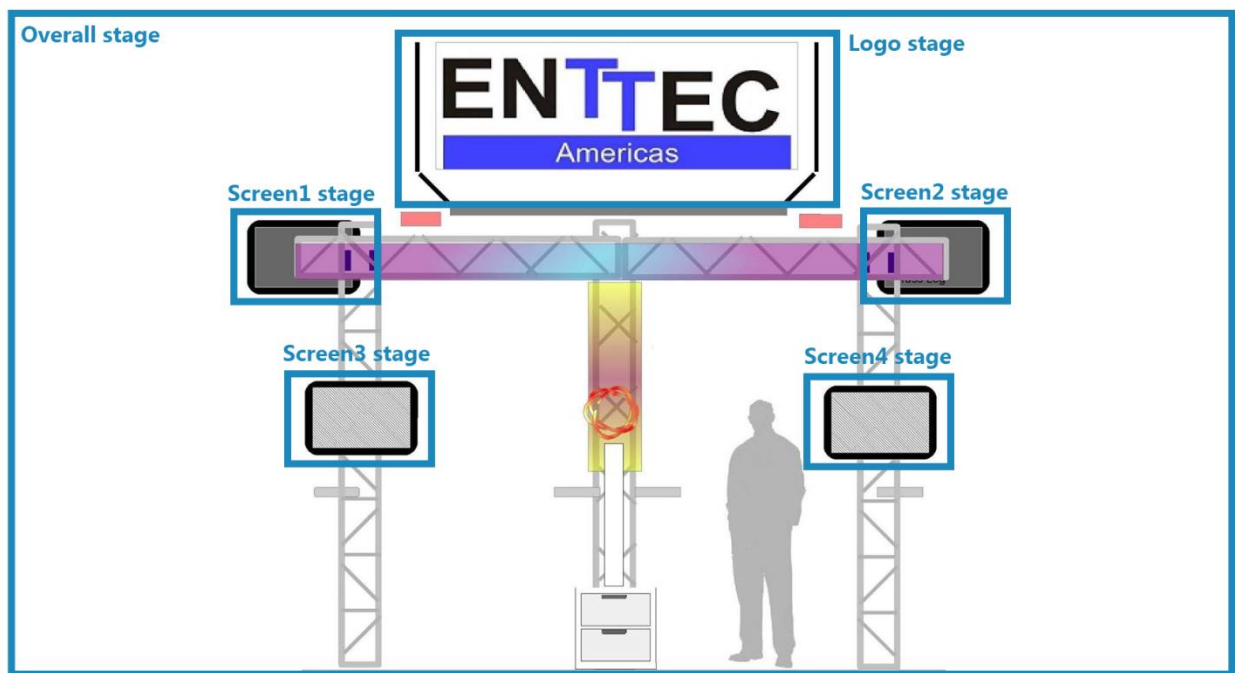 Overall stage
Logo stage
ENTTEC
Americas
Screen1 stage
Screen2 stage
Screen3 stage
Screen4 stage